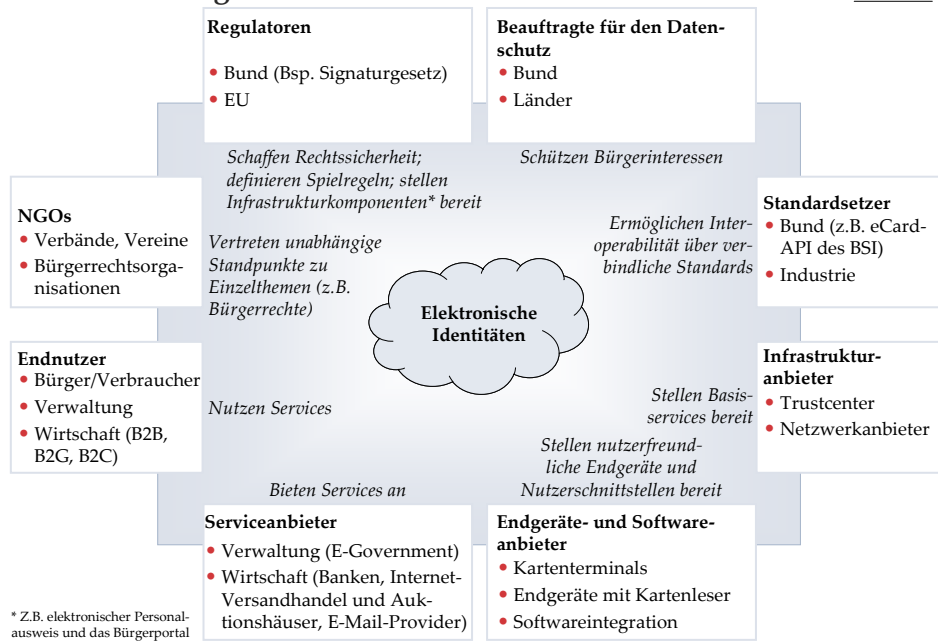 Regulatoren
• Bund (Bsp. Signaturgesetz)
• EU
Beauftragte für den Daten-
schutz
• Bund
• Länder
Schaffen Rechtssicherheit;
definieren Spielregeln; stellen
Infrastrukturkomponenten* bereit
Schützen Bürgerinteressen
NGOs
• Verbände, Vereine
• Bürgerrechtsorga-
nisationen
Vertreten unabhängige
Standpunkte zu
Einzelthemen (z.B.
Bürgerrechte)
Ermöglichen Inter-
operabilität über ver-
bindliche Standards
Standardsetzer
• Bund (z.B. eCard-
API des BSI)
• Industrie
Elektronische
Identitäten
Endnutzer
• Bürger/Verbraucher
• Verwaltung
• Wirtschaft (B2B,
B2G, B2C)
Nutzen Services
Stellen Basis-
services bereit
Infrastruktur-
anbieter
• Trustcenter
• Netzwerkanbieter
Bieten Services an
Stellen nutzerfreund-
liche Endgeräte und
Nutzerschnittstellen bereit
Serviceanbieter
• Verwaltung (E-Government)
• Wirtschaft (Banken, Internet-
Versandhandel und Auk-
tionshäuser, E-Mail-Provider)
Endgeräte- und Software-
anbieter
• Kartenterminals
• Endgeräte mit Kartenleser
• Softwareintegration
* Z.B. elektronischer Personal-
ausweis und das Bürgerportal